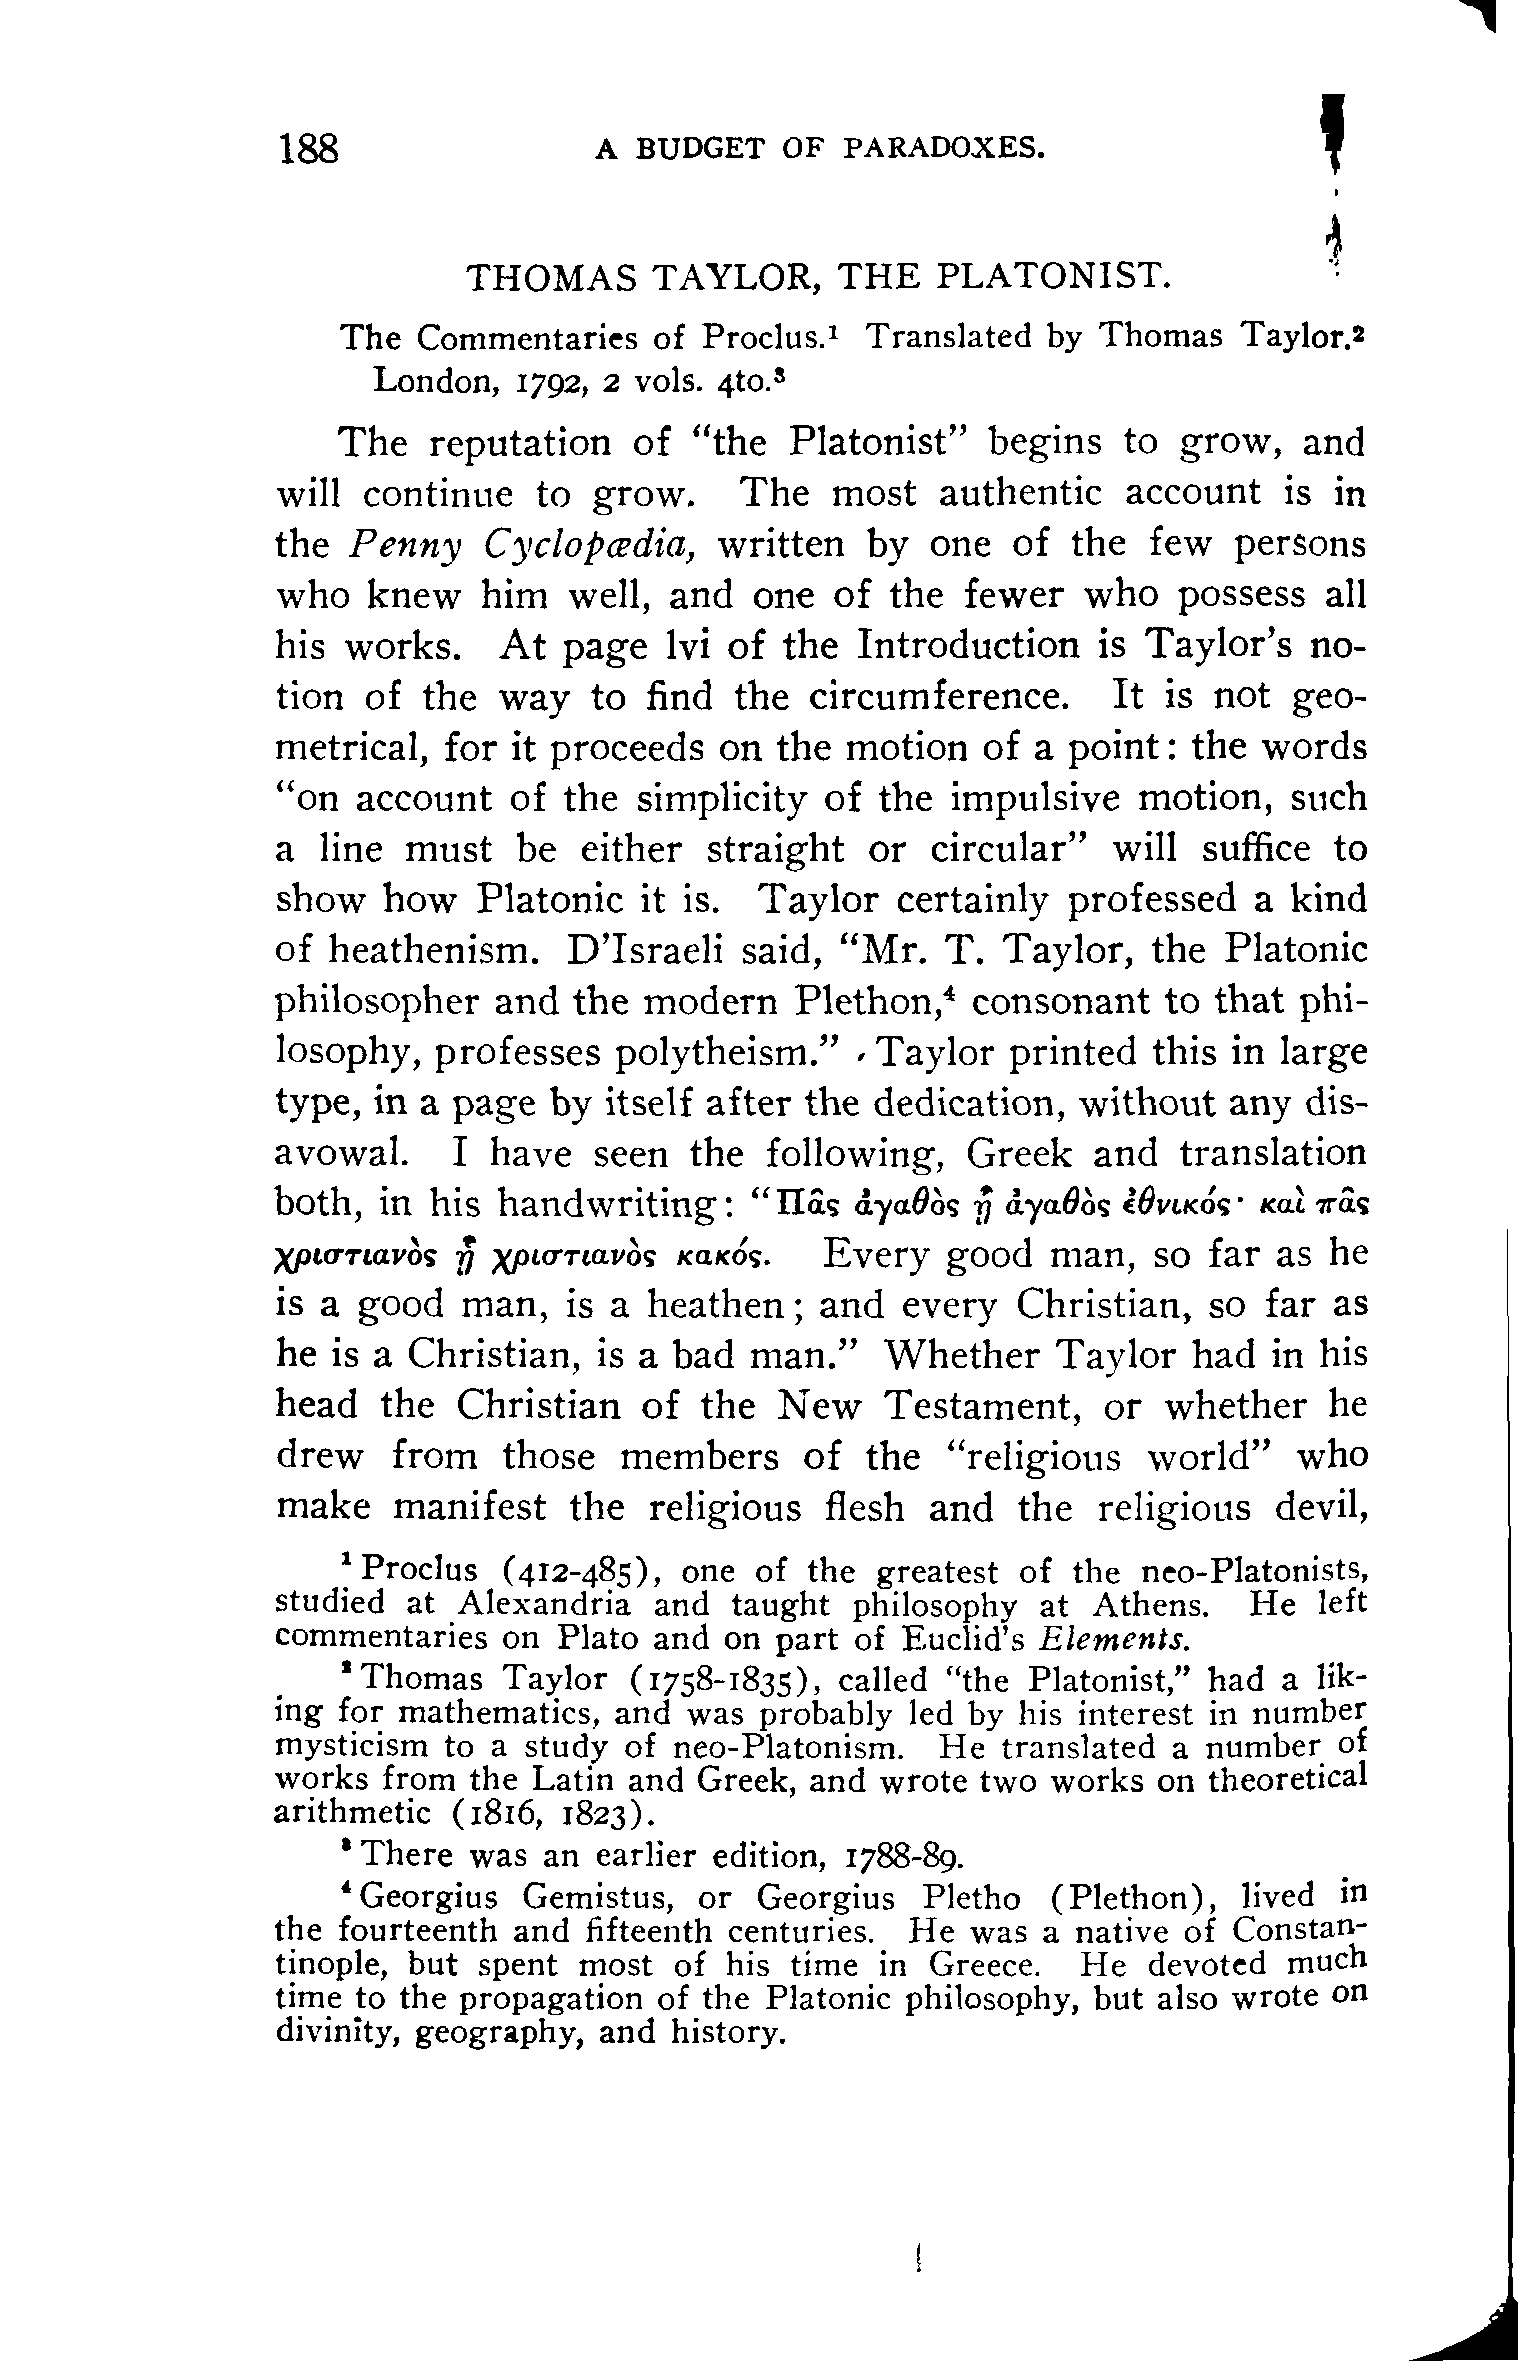 188 A BUDGET OF PARADOXES.
THOMAS TAYLOR, THE PLATONIST.
The Commentaries of Proclus.¹ Translated by Thomas Taylor.²
London, 1792, 2 vols. 4to.³
The reputation of “the Platonist” begins to grow, and
will continue to grow. The most authentic account is in
the Penny Cyclopædia, written by one of the few persons
who knew him well, and one of the fewer who possess all
his works. At page lvi of the Introduction is Taylor’s no-
tion of the way to find the circumference. It is not geo-
metrical, for it proceeds on the motion of a point: the words
“on account of the simplicity of the impulsive motion, such
a line must be either straight or circular” will suffice to
show how Platonic it is. Taylor certainly professed a kind
of heathenism. D’Israeli said, “Mr. T. Taylor, the Platonic
philosopher and the modern Plethon,⁴ consonant to that phi-
losophy, professes polytheism.” Taylor printed this in large
type, in a page by itself after the dedication, without any dis-
avowal. I have seen the following, Greek and translation
both, in his handwriting: “Πᾶς ἀγαθὸς ᾗ ἀγαθὸς ἐθνικός· καὶ πᾶς
χριστιανὸς ᾗ χριστιανὸς κακός. Every good man, so far as he
is a good man, is a heathen; and every Christian, so far as
he is a Christian, is a bad man.” Whether Taylor had in his
head the Christian of the New Testament, or whether he
drew from those members of the “religious world” who
make manifest the religious flesh and the religious devil,
¹ Proclus (412-485), one of the greatest of the neo-Platonists,
studied at Alexandria and taught philosophy at Athens. He left
commentaries on Plato and on part of Euclid’s Elements.
² Thomas Taylor (1758-1835), called “the Platonist,” had a lik-
ing for mathematics, and was probably led by his interest in number
mysticism to a study of neo-Platonism. He translated a number of
works from the Latin and Greek, and wrote two works on theoretical
arithmetic (1816, 1823).
³ There was an earlier edition, 1788-89.
⁴ Georgius Gemistus, or Georgius Pletho (Plethon), lived in
the fourteenth and fifteenth centuries. He was a native of Constan-
tinople, but spent most of his time in Greece. He devoted much
time to the propagation of the Platonic philosophy, but also wrote on
divinity, geography, and history.